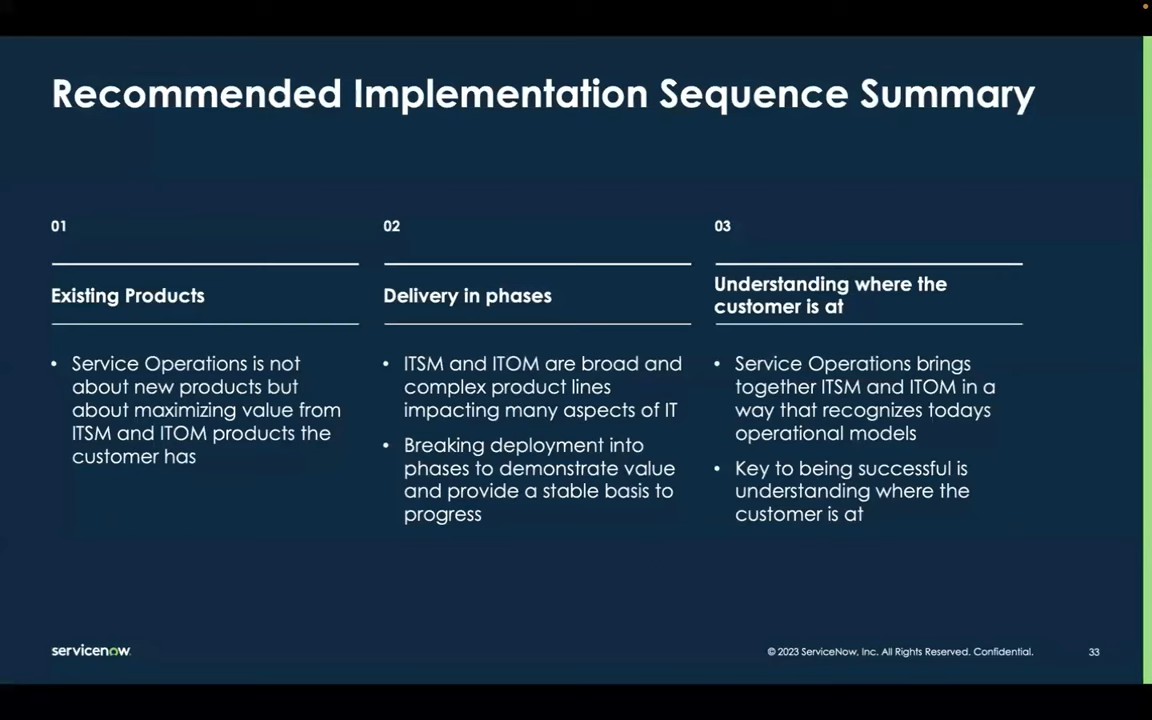 Recommended Implementation Sequence Summary
01
Existing Products
• Service Operations is not
about new products but
about maximizing value from
ITSM and ITOM products the
customer has
02
Delivery in phases
• ITSM and ITOM are broad and
complex product lines
impacting many aspects of IT
• Breaking deployment into
phases to demonstrate value
and provide a stable basis to
progress
03
Understanding where the
customer is at
• Service Operations brings
together ITSM and ITOM in a
way that recognizes todays
operational models
• Key to being successful is
understanding where the
customer is at
servicenow
© 2023 ServiceNow, Inc. All Rights Reserved. Confidential.
33